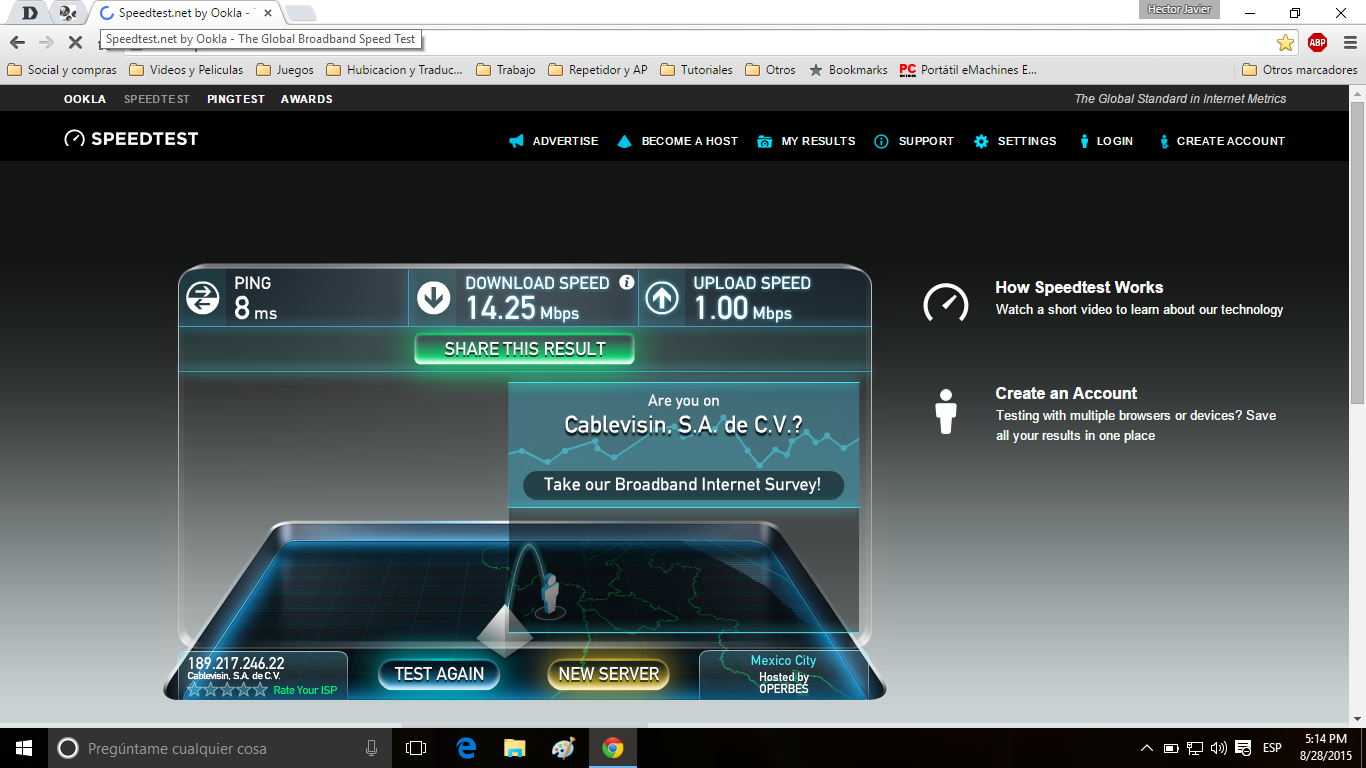 Speedtest.net by Ookla -
Hector Javier
Speedtest.net by Ookla - The Global Broadband Speed Test
ABP
Social y compras
Videos y Peliculas
Juegos
Hubicacion y Traduc...
Trabajo
Repetidor y AP
Tutoriales
Otros
Bookmarks
Portátil eMachines E...
Otros marcadores
OOKLA SPEEDTEST PINGTEST AWARDS
The Global Standard in Internet Metrics
SPEEDTEST
ADVERTISE
BECOME A HOST
MY RESULTS
SUPPORT
SETTINGS
LOGIN
CREATE ACCOUNT
PING
8 ms
DOWNLOAD SPEED
14.25 Mbps
UPLOAD SPEED
1.00 Mbps
SHARE THIS RESULT
How Speedtest Works
Watch a short video to learn about our technology
Create an Account
Testing with multiple browsers or devices? Save
all your results in one place
Are you on
Cablevisin, S.A. de C.V.?
Take our Broadband Internet Survey!
189.217.246.22
Cablevisin, S.A. de C.V.
Rate Your ISP
TEST AGAIN
NEW SERVER
Mexico City
Hosted by
OPERBES
Pregúntame cualquier cosa
ESP
5:14 PM
8/28/2015